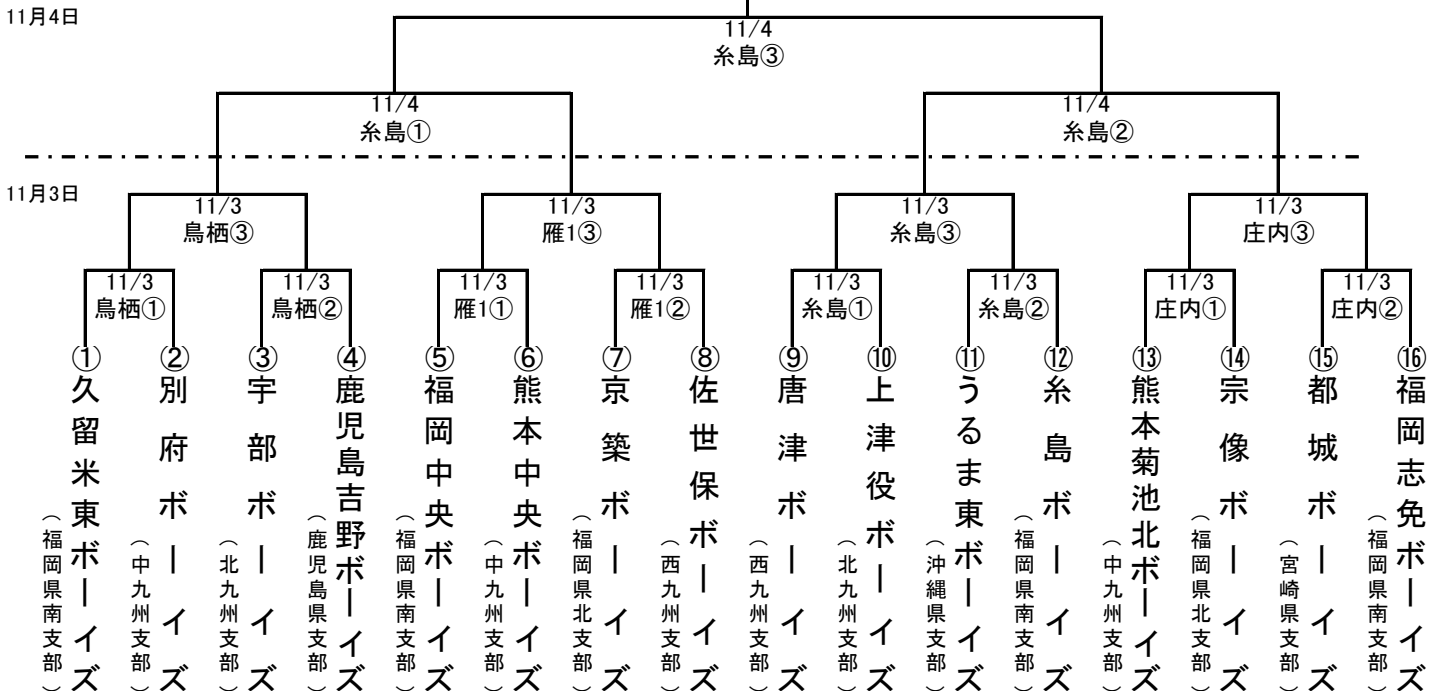 11月4日
11/4
糸島③
11/4
糸島①
11/4
糸島②
11月3日
11/3
鳥栖③
11/3
雁1③
11/3
糸島③
11/3
庄内③
11/3
鳥栖①
11/3
鳥栖②
11/3
雁1①
11/3
雁1②
11/3
糸島①
11/3
糸島②
11/3
庄内①
11/3
庄内②
①
久留米東ボーイズ
（福岡県南支部）
②
別府ボーイズ
（中九州支部）
③
宇部ボーイズ
（北九州支部）
④
鹿児島吉野ボーイズ
（鹿児島県支部）
⑤
福岡中央ボーイズ
（福岡県南支部）
⑥
熊本中央ボーイズ
（中九州支部）
⑦
京築ボーイズ
（福岡県北支部）
⑧
佐世保ボーイズ
（西九州支部）
⑨
唐津ボーイズ
（西九州支部）
⑩
上津役ボーイズ
（北九州支部）
⑪
うるま東ボーイズ
（沖縄県支部）
⑫
糸島ボーイズ
（福岡県南支部）
⑬
熊本菊池北ボーイズ
（中九州支部）
⑭
宗像ボーイズ
（福岡県北支部）
⑮
都城ボーイズ
（宮崎県支部）
⑯
福岡志免ボーイズ
（福岡県南支部）